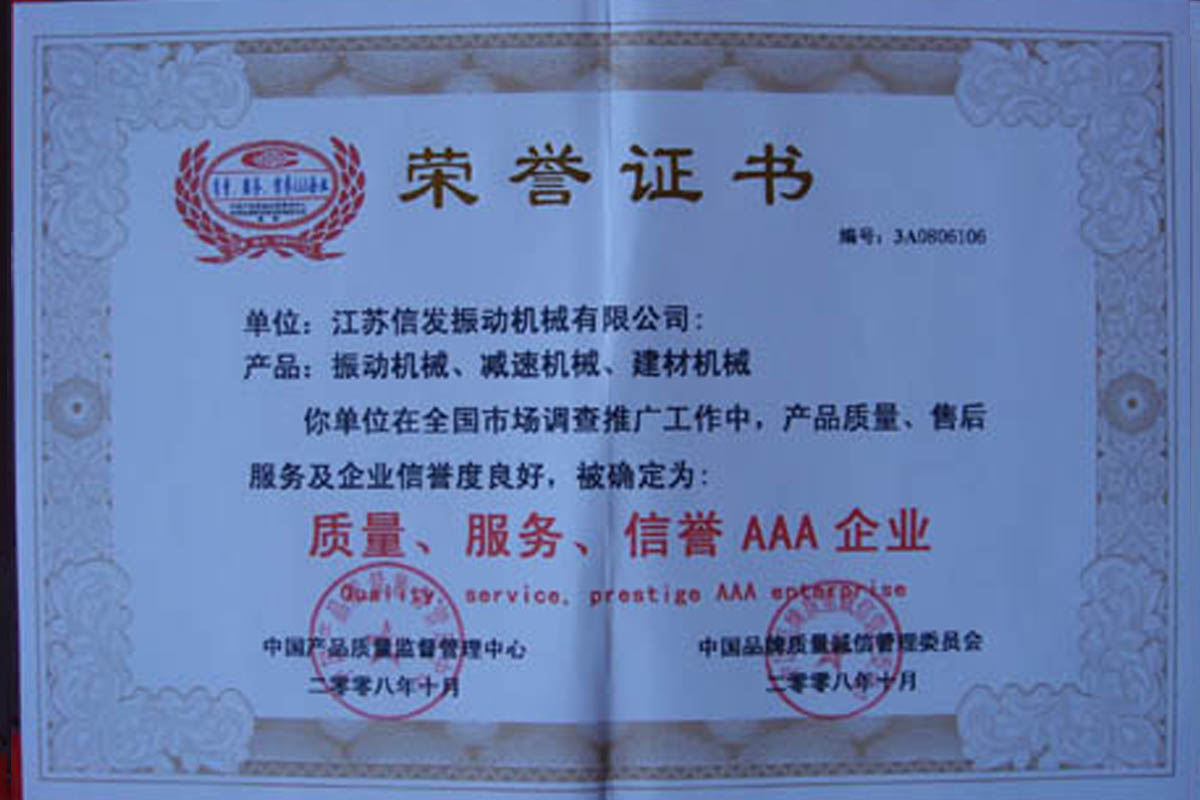 荣誉证书
编号：3A0806106
单位：江苏信发振动机械有限公司：
产品：振动机械、减速机械、建材机械
你单位在全国市场调查推广工作中，产品质量、售后
服务及企业信誉度良好，被确定为：
质量、服务、信誉 AAA 企业
Quality, service, prestige AAA enterprise
中国产品质量监督管理中心
中国品牌质量誠信管理委员会
二零零八年十月
二零零八年十月